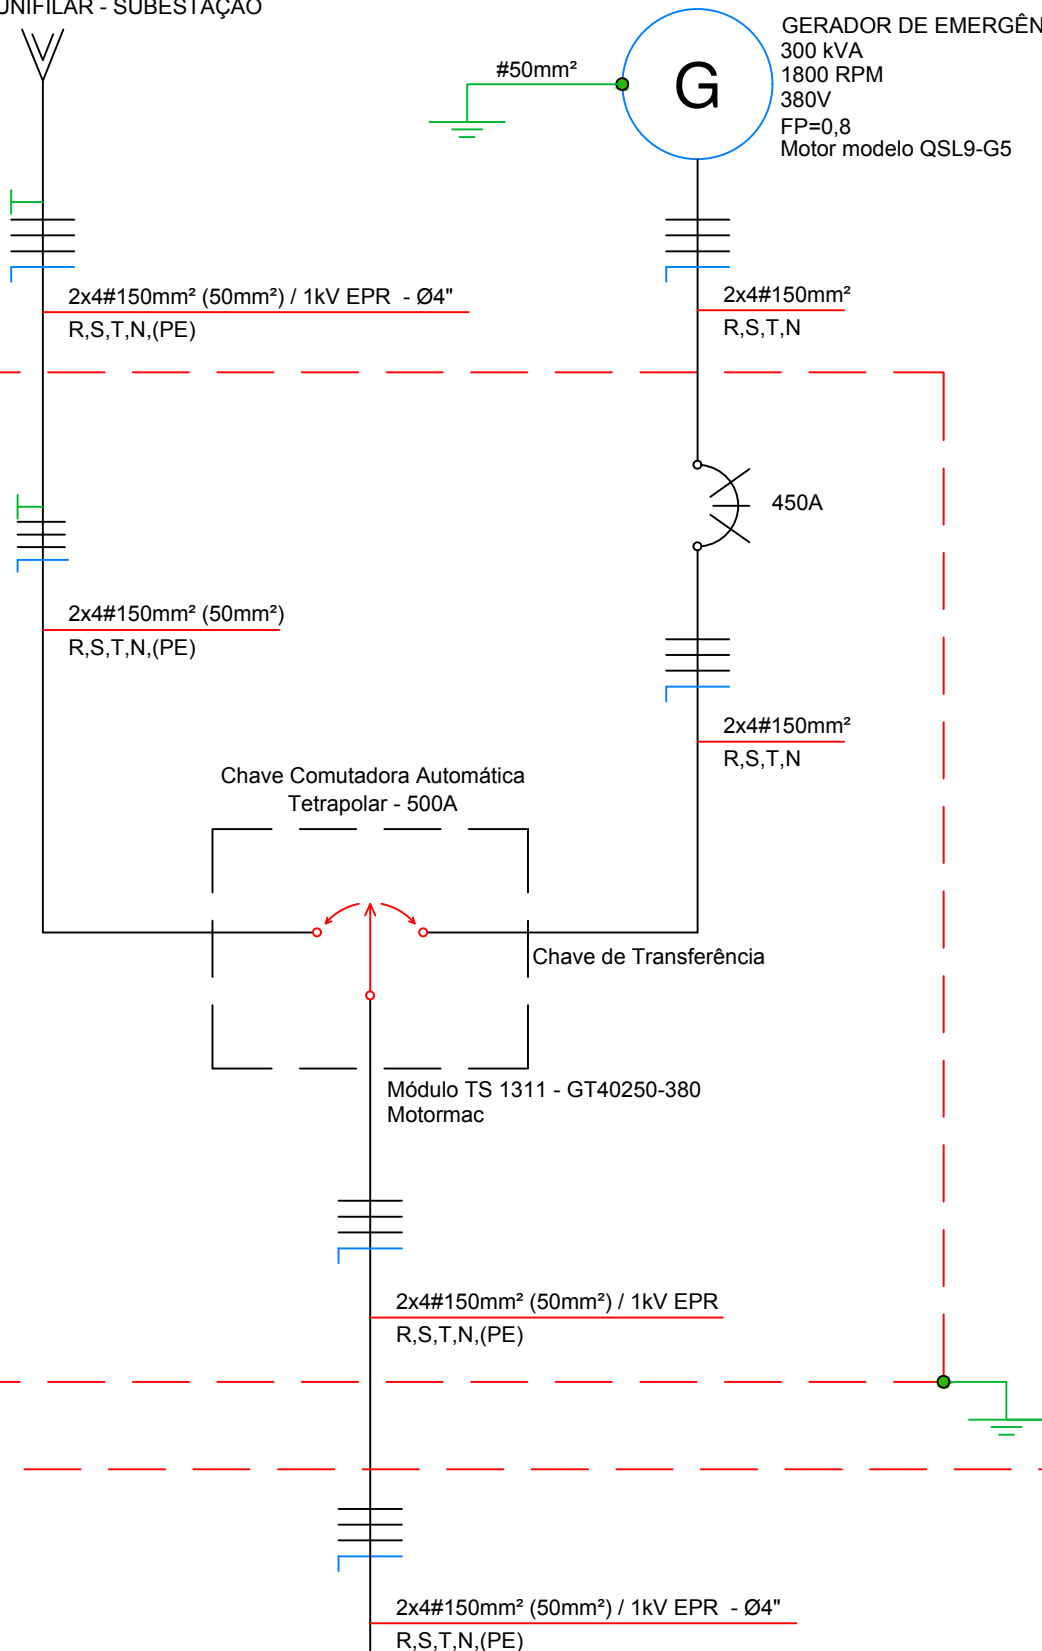 UNIFILAR - SUBESTAÇÃO
GERADOR DE
300 kVA
1800 RPM
380V
FP=0,8
Motor modelo QSL9-G5
#50mm²
G
2x4#150mm² (50mm²) / 1kV EPR - Ø4"
R,S,T,N,(PE)
2x4#150mm²
R,S,T,N
450A
2x4#150mm² (50mm²)
R,S,T,N,(PE)
2x4#150mm²
R,S,T,N
Chave Comutadora Automática
Tetrapolar - 500A
Chave de Transferência
Módulo TS 1311 - GT40250-380
Motormac
2x4#150mm² (50mm²) / 1kV EPR
R,S,T,N,(PE)
2x4#150mm² (50mm²) / 1kV EPR - Ø4"
R,S,T,N,(PE)